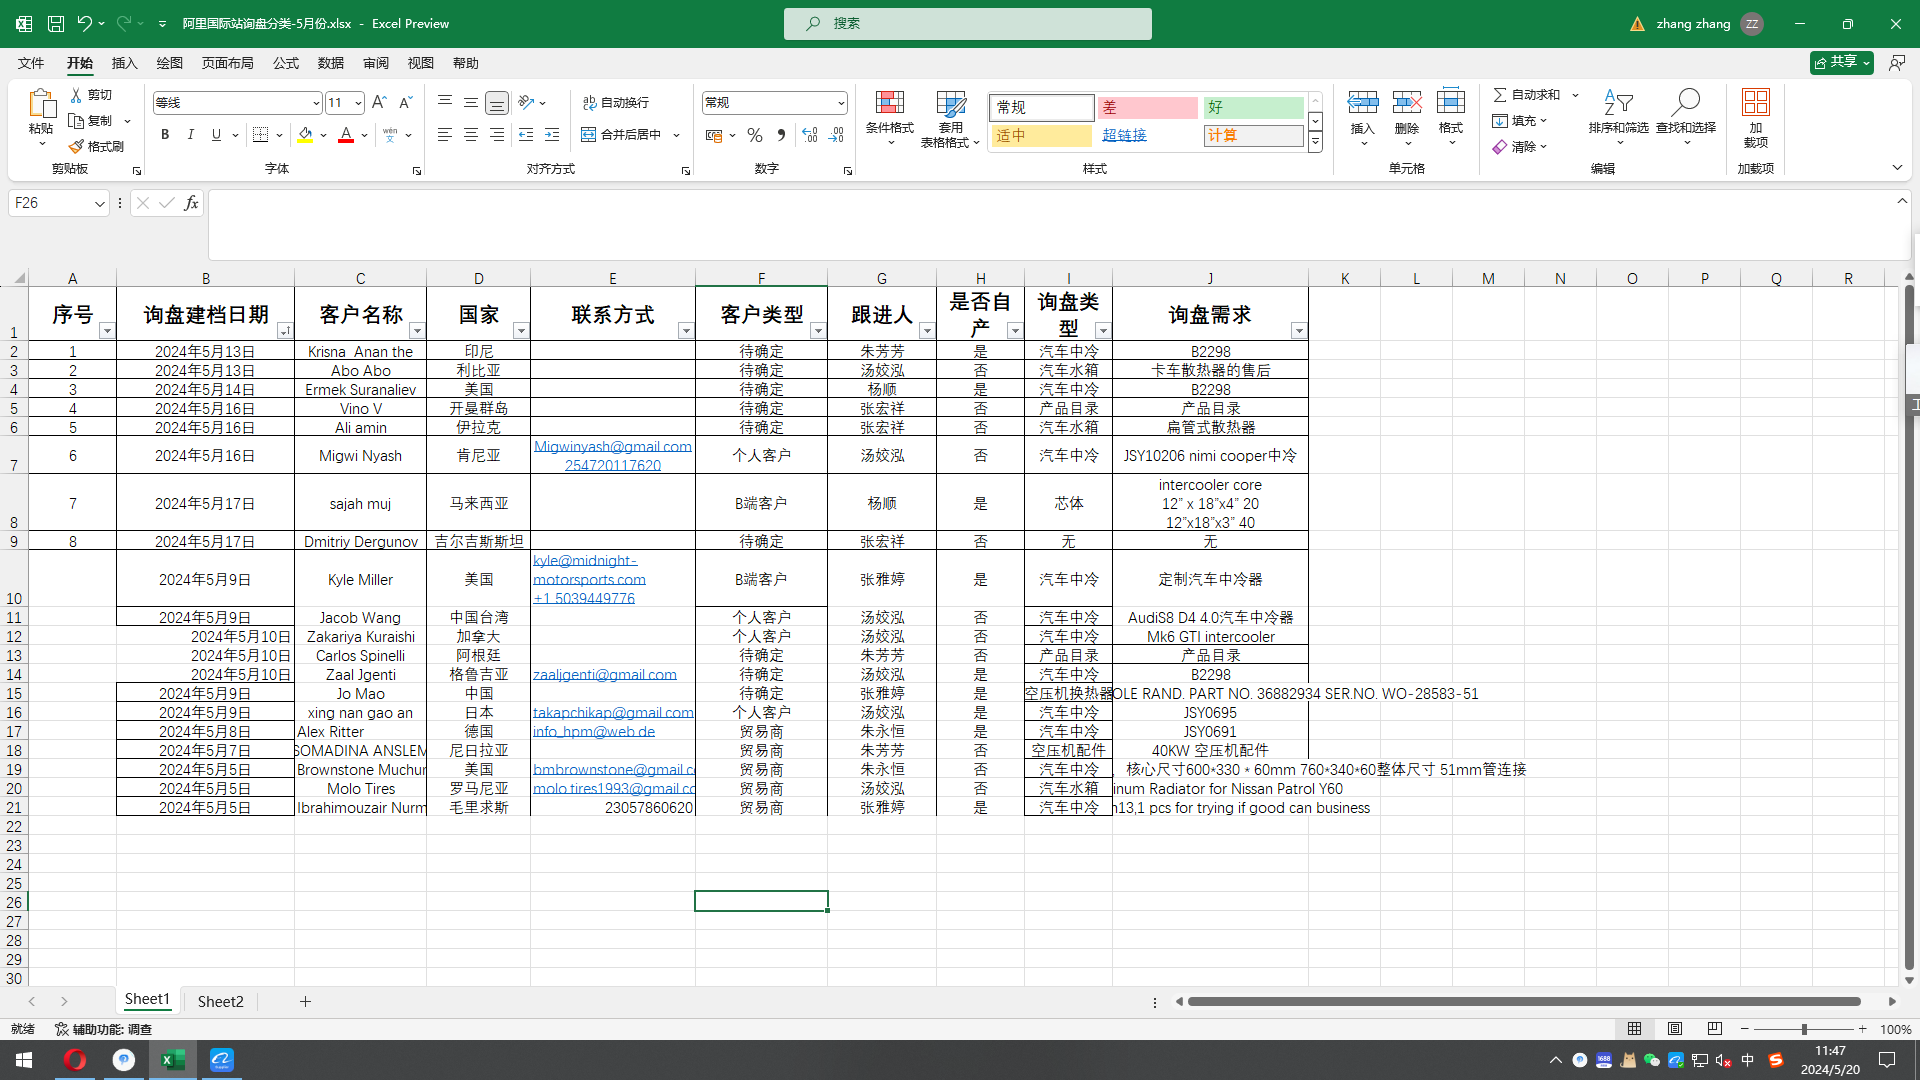 阿里国际站询盘分类-5月份.xlsx - Excel Preview
搜索
zhang zhang
ZZ
文件 开始 插入 绘图 页面布局 公式 数据 审阅 视图 帮助
共享
粘贴
剪切
复制
格式刷
剪贴板
等线 11
B I U
字体
自动换行
合并后居中
对齐方式
常规
数字
条件格式
套用
表格格式
常规 差 好
适中 超链接 计算
样式
插入 删除 格式
单元格
自动求和
填充
清除
排序和筛选 查找和选择
编辑
加
载项
加载项
F26
fx
A B C D E F G H I J K L M N O P Q R
1 序号 询盘建档日期 客户名称 国家 联系方式 客户类型 跟进人 是否自产 询盘类型 询盘需求
2 1 2024年5月13日 Krisna Anan the 印尼 待确定 朱芳芳 是 汽车中冷 B2298
3 2 2024年5月13日 Abo Abo 利比亚 待确定 汤姣泓 否 汽车水箱 卡车散热器的售后
4 3 2024年5月14日 Ermek Suranaliev 美国 待确定 杨顺 是 汽车中冷 B2298
5 4 2024年5月16日 Vino V 开曼群岛 待确定 张宏祥 否 产品目录 产品目录
6 5 2024年5月16日 Ali amin 伊拉克 待确定 张宏祥 否 汽车水箱 扁管式散热器
7 6 2024年5月16日 Migwi Nyash 肯尼亚 Migwinyash@gmail.com
254720117620 个人客户 汤姣泓 否 汽车中冷 JSY10206 nimi cooper中冷
8 7 2024年5月17日 sajah muj 马来西亚 B端客户 杨顺 是 芯体 intercooler core
12” x 18”x4” 20
12”x18”x3” 40
9 8 2024年5月17日 Dmitriy Dergunov 吉尔吉斯斯坦 待确定 张宏祥 否 无 无
10 2024年5月9日 Kyle Miller 美国 kyle@midnight-
motorsports.com
+1 5039449776 B端客户 张雅婷 是 汽车中冷 定制汽车中冷器
11 2024年5月9日 Jacob Wang 中国台湾 个人客户 汤姣泓 否 汽车中冷 AudiS8 D4 4.0汽车中冷器
12 2024年5月10日 Zakariya Kuraishi 加拿大 个人客户 汤姣泓 否 汽车中冷 Mk6 GTI intercooler
13 2024年5月10日 Carlos Spinelli 阿根廷 待确定 朱芳芳 否 产品目录 产品目录
14 2024年5月10日 Zaal Jgenti 格鲁吉亚 zaaljgenti@gmail.com 待确定 汤姣泓 是 汽车中冷 B2298
15 2024年5月9日 Jo Mao 中国 待确定 张雅婷 是 空压机换热器 OLE RAND. PART NO. 36882934 SER.NO. WO-28583-51
16 2024年5月9日 xing nan gao an 日本 takapchikap@gmail.com 个人客户 汤姣泓 是 汽车中冷 JSY0695
17 2024年5月8日 Alex Ritter 德国 info_hpm@web.de 贸易商 朱永恒 是 汽车中冷 JSY0691
18 2024年5月7日 SOMADINA ANSLEM 尼日拉亚 贸易商 朱芳芳 否 空压机配件 40KW 空压机配件
19 2024年5月5日 Brownstone Muchur 美国 bmbrownstone@gmail.c 贸易商 朱永恒 否 汽车中冷 核心尺寸600*330 * 60mm 760*340*60整体尺寸 51mm管连接
20 2024年5月5日 Molo Tires 罗马尼亚 molo.tires1993@gmail.co 贸易商 汤姣泓 否 汽车水箱 inum Radiator for Nissan Patrol Y60
21 2024年5月5日 Ibrahimouzair Nurm 毛里求斯 23057860620 贸易商 张雅婷 是 汽车中冷 n13,1 pcs for trying if good can business
22
23
24
25
26
27
28
29
30
Sheet1 Sheet2
就绪 辅助功能: 调查
100%
中
11:47
2024/5/20